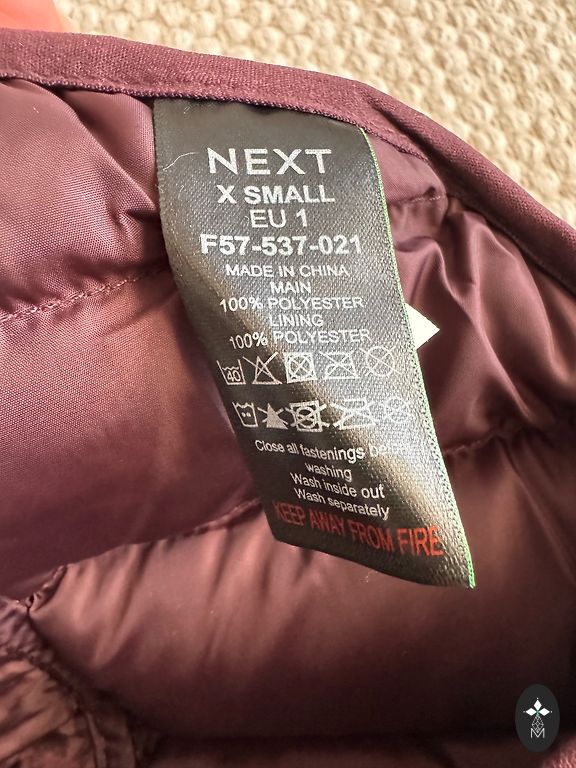 NEXT
X SMALL
EU 1
F57-537-021
MADE IN CHINA
MAIN
100% POLYESTER
LINING
100% POLYESTER
40
Close all fastenings
washing
Wash inside out
Wash separately
KEEP AWAY FROM FIRE
M